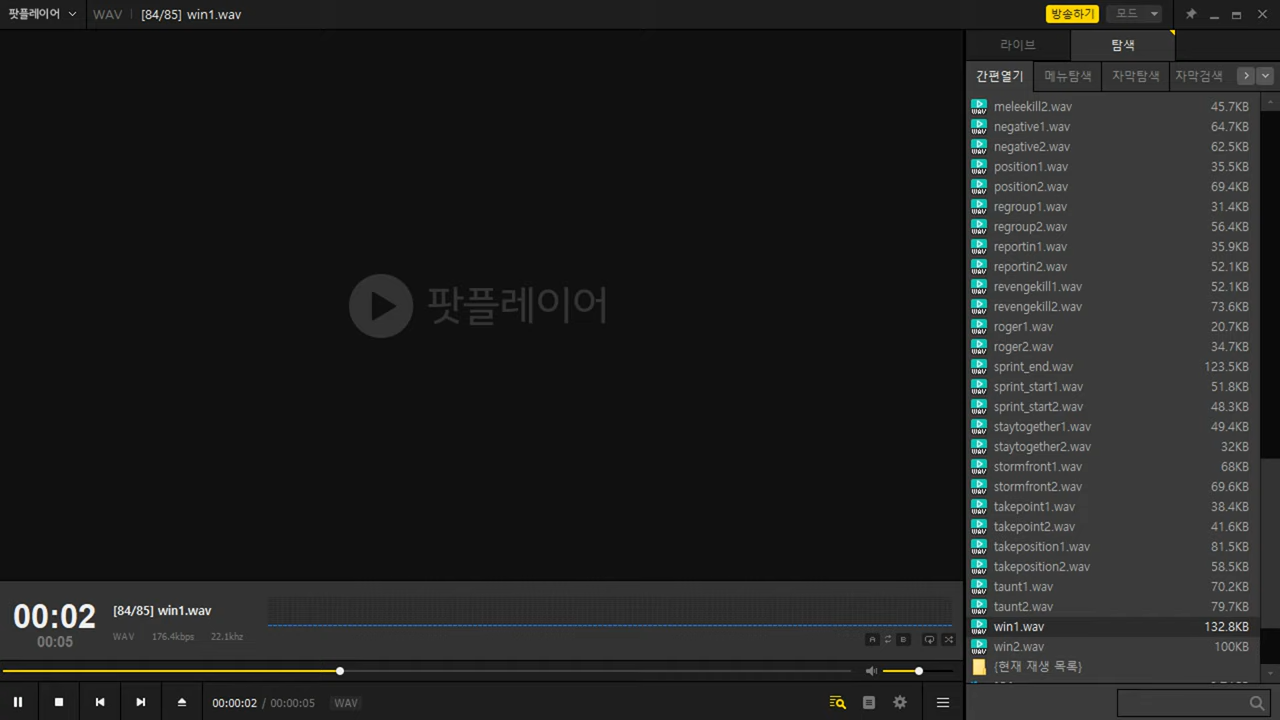 팟플레이어 WAV [84/85] win1.wav 방송하기 모드
라이브 탐색
간편열기 메뉴탐색 자막탐색 자막검색
meleekill2.wav 45.7KB
negative1.wav 64.7KB
negative2.wav 62.5KB
position1.wav 35.5KB
position2.wav 69.4KB
regroup1.wav 31.4KB
regroup2.wav 56.4KB
reportin1.wav 35.9KB
reportin2.wav 52.1KB
revengekill1.wav 52.1KB
revengekill2.wav 73.6KB
roger1.wav 20.7KB
roger2.wav 34.7KB
sprint_end.wav 123.5KB
sprint_start1.wav 51.8KB
sprint_start2.wav 48.3KB
staytogether1.wav 49.4KB
staytogether2.wav 32KB
stormfront1.wav 68KB
stormfront2.wav 69.6KB
takepoint1.wav 38.4KB
takepoint2.wav 41.6KB
takeposition1.wav 81.5KB
takeposition2.wav 58.5KB
taunt1.wav 70.2KB
taunt2.wav 79.7KB
win1.wav 132.8KB
win2.wav 100KB
{현재 재생 목록}
팟플레이어
00:02 [84/85] win1.wav
00:05 WAV 176.4kbps 22.1khz
A B
00:00:02 / 00:00:05 WAV